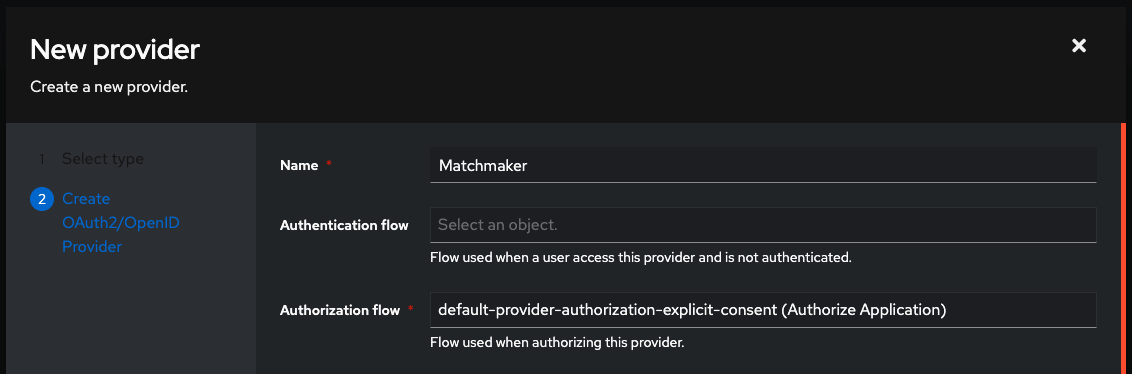 New provider
Create a new provider.
1 Select type
2 Create
OAuth2/OpenID
Provider
Name *
Matchmaker
Authentication flow
Select an object.
Flow used when a user access this provider and is not authenticated.
Authorization flow *
default-provider-authorization-explicit-consent (Authorize Application)
Flow used when authorizing this provider.